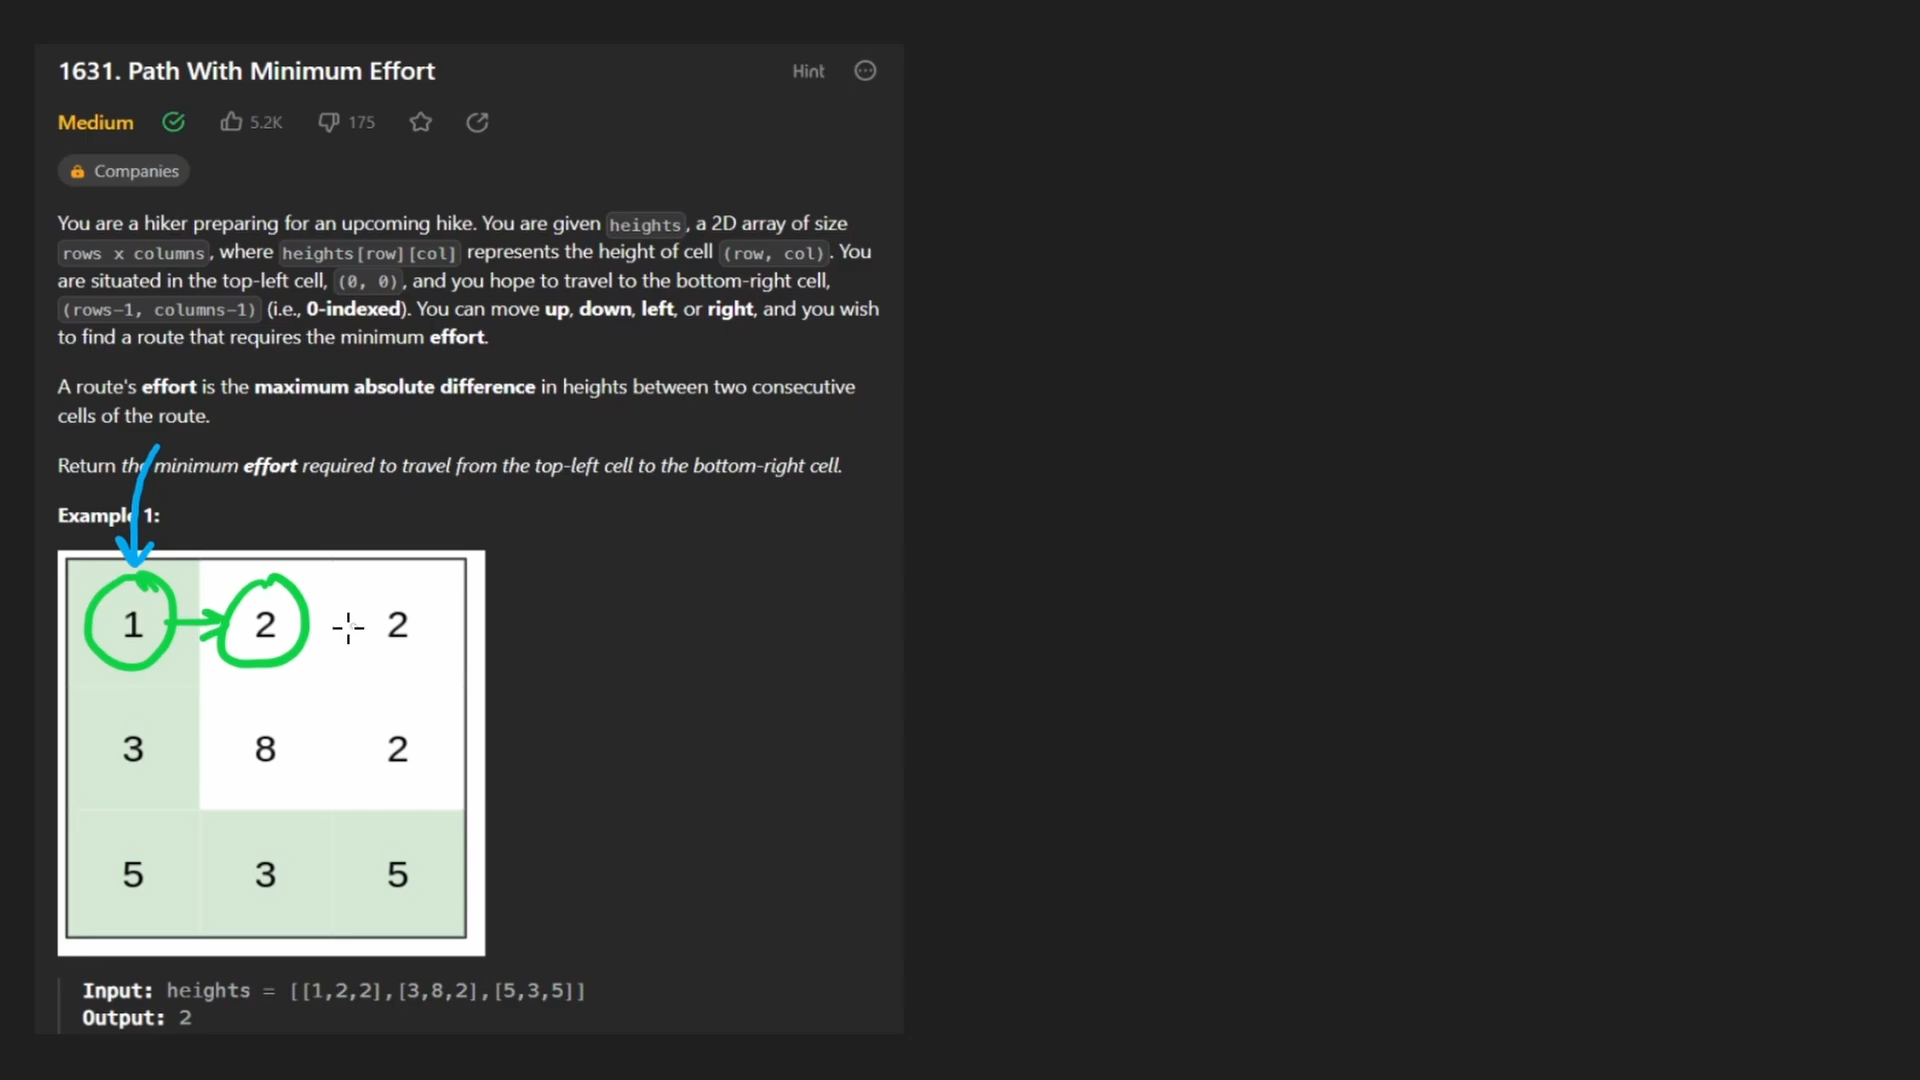 1631. Path With Minimum Effort
Hint
Medium
5.2K
175
Companies
You are a hiker preparing for an upcoming hike. You are given heights, a 2D array of size
rows x columns, where heights[row][col] represents the height of cell (row, col). You
are situated in the top-left cell, (0, 0), and you hope to travel to the bottom-right cell,
(rows-1, columns-1) (i.e., 0-indexed). You can move up, down, left, or right, and you wish
to find a route that requires the minimum effort.
A route's effort is the maximum absolute difference in heights between two consecutive
cells of the route.
Return the minimum effort required to travel from the top-left cell to the bottom-right cell.
Example 1:
1 2 2
3 8 2
5 3 5
Input: heights = [[1,2,2],[3,8,2],[5,3,5]]
Output: 2